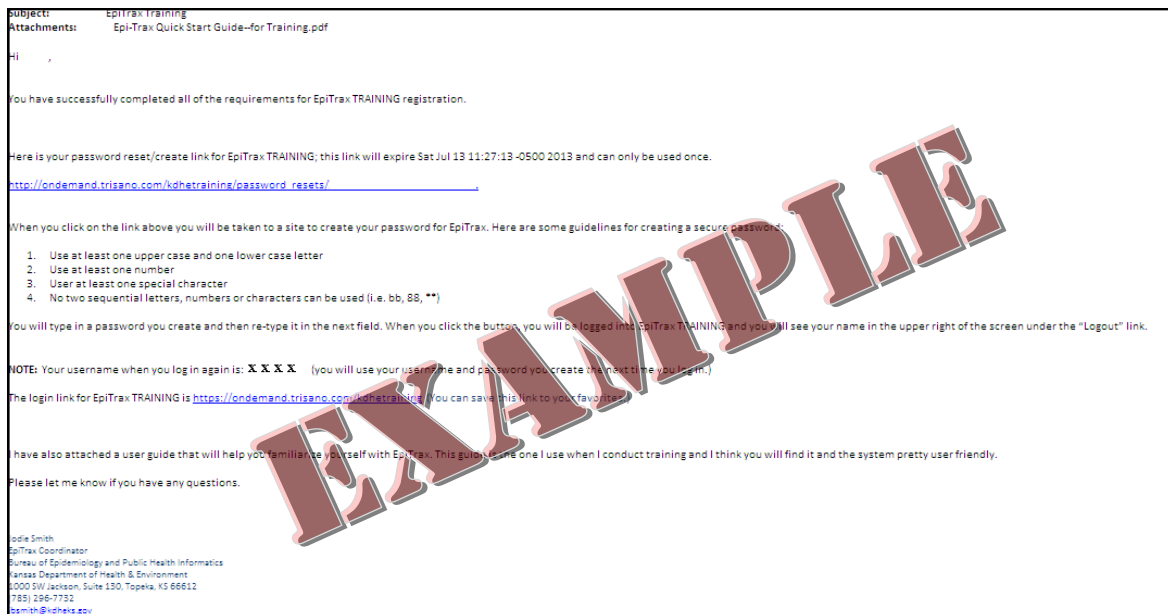 Subject: EpiTrax Training
Attachments: Epi-Trax Quick Start Guide--for Training.pdf
Hi ,
You have successfully completed all of the requirements for EpiTrax TRAINING registration.
Here is your password reset/create link for EpiTrax TRAINING; this link will expire Sat Jul 13 11:27:13 -0500 2013 and can only be used once.
http://ondemand.trisano.com/kdhetraining/password_resets/ .
When you click on the link above you will be taken to a site to create your password for EpiTrax. Here are some guidelines for creating a secure password:
1. Use at least one upper case and one lower case letter
2. Use at least one number
3. User at least one special character
4. No two sequential letters, numbers or characters can be used (i.e. bb, 88, **)
You will type in a password you create and then re-type it in the next field. When you click the button, you will be logged into EpiTrax TRAINING and you will see your name in the upper right of the screen under the “Logout” link.
NOTE: Your username when you log in again is: X X X X (you will use your username and password you create the next time you log in.)
The login link for EpiTrax TRAINING is https://ondemand.trisano.com/kdhetraining (You can save this link to your favorites.)
I have also attached a user guide that will help you familiarize yourself with EpiTrax. This guide is the one I use when I conduct training and I think you will find it and the system pretty user friendly.
Please let me know if you have any questions.
Jodie Smith
EpiTrax Coordinator
Bureau of Epidemiology and Public Health Informatics
Kansas Department of Health & Environment
1000 SW Jackson, Suite 130, Topeka, KS 66612
(785) 296-7732
jbsmith@kdheks.gov
EXAMPLE